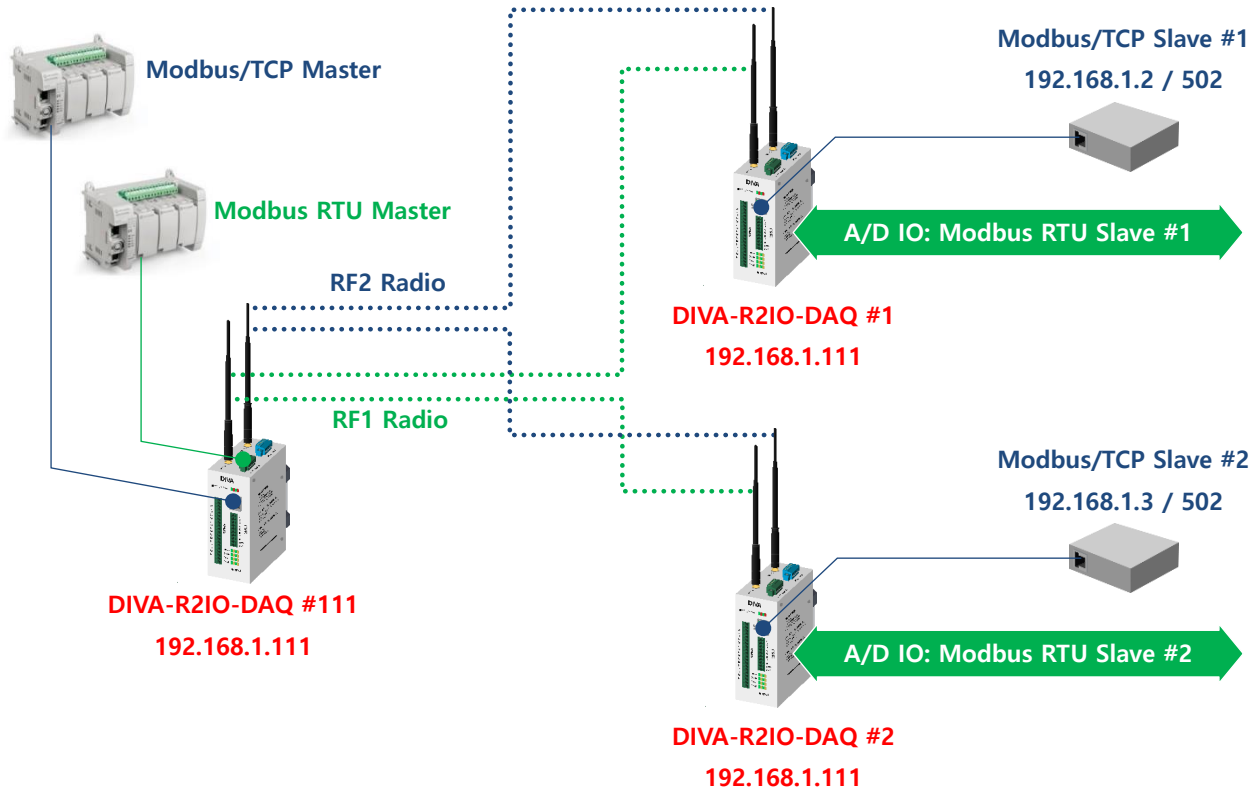 Modbus/TCP Master
Modbus RTU Master
RF2 Radio
RF1 Radio
DIVA
DIVA-R2IO-DAQ #111
192.168.1.111
DIVA
DIVA-R2IO-DAQ #1
192.168.1.111
Modbus/TCP Slave #1
192.168.1.2 / 502
A/D IO: Modbus RTU Slave #1
DIVA
DIVA-R2IO-DAQ #2
192.168.1.111
Modbus/TCP Slave #2
192.168.1.3 / 502
A/D IO: Modbus RTU Slave #2